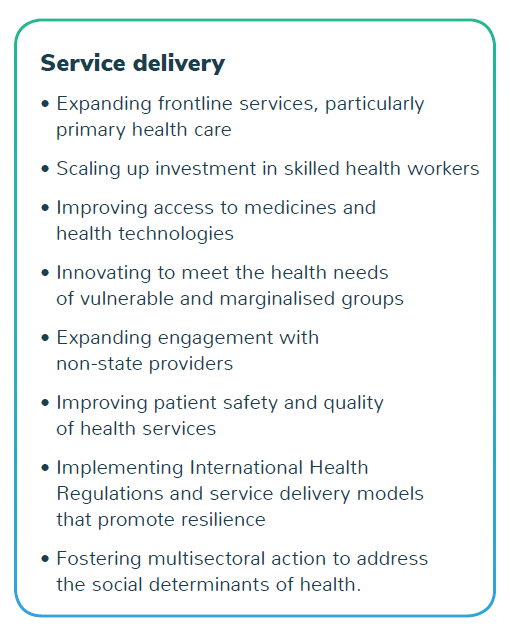 Service delivery
• Expanding frontline services, particularly
primary health care
• Scaling up investment in skilled health workers
• Improving access to medicines and
health technologies
• Innovating to meet the health needs
of vulnerable and marginalised groups
• Expanding engagement with
non-state providers
• Improving patient safety and quality
of health services
• Implementing International Health
Regulations and service delivery models
that promote resilience
• Fostering multisectoral action to address
the social determinants of health.